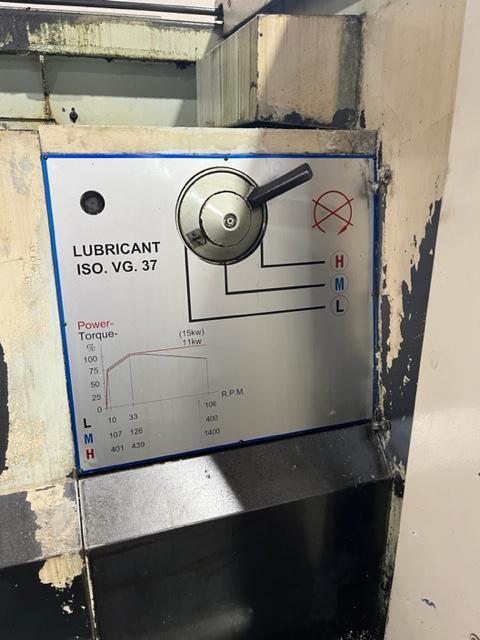 LUBRICANT
ISO. VG. 37
H
M
L
Power-
Torque-
(15kw)
11kw
%
100
75
50
25
0
R.P.M.
L 10 33 106
M 107 126 400
H 401 439 1400